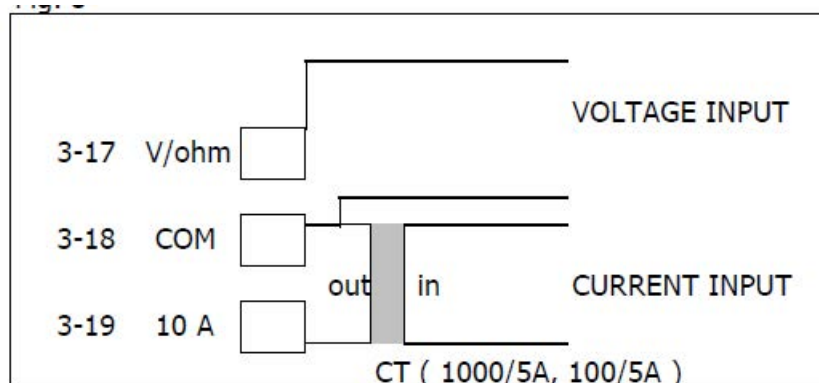 VOLTAGE INPUT
3-17 V/ohm
3-18 COM
out in CURRENT INPUT
3-19 10 A
CT ( 1000/5A, 100/5A )